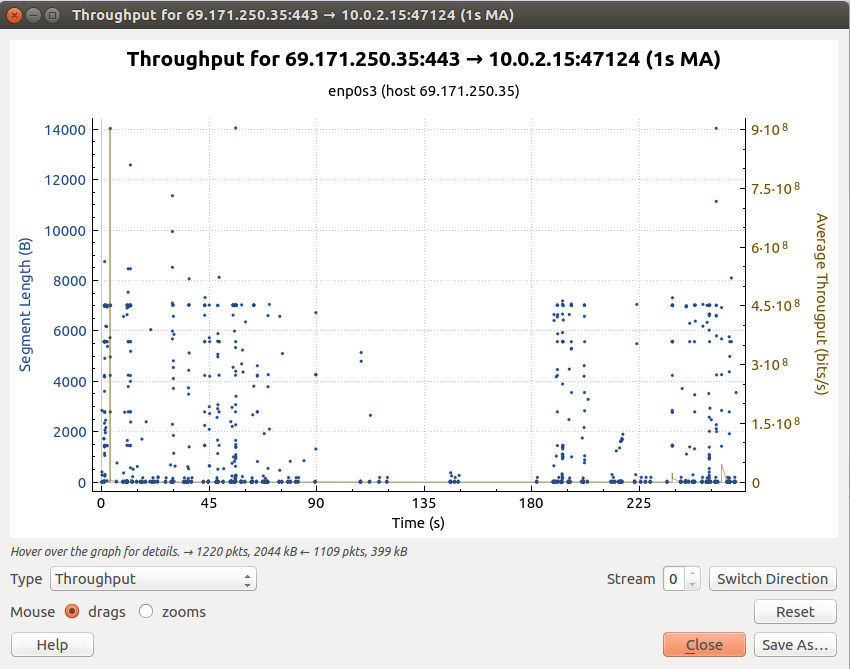 Throughput for 69.171.250.35:443 → 10.0.2.15:47124 (1s MA)
Throughput for 69.171.250.35:443 → 10.0.2.15:47124 (1s MA)
enp0s3 (host 69.171.250.35)
14000
12000
10000
8000
6000
4000
2000
0
Segment Length (B)
9·10⁸
7.5·10⁸
6·10⁸
4.5·10⁸
3·10⁸
1.5·10⁸
0
Average Througput (bits/s)
0 45 90 135 180 225
Time (s)
Hover over the graph for details. → 1220 pkts, 2044 kB ← 1109 pkts, 399 kB
Type Throughput Stream 0 Switch Direction
Mouse drags zooms Reset
Help Close Save As...